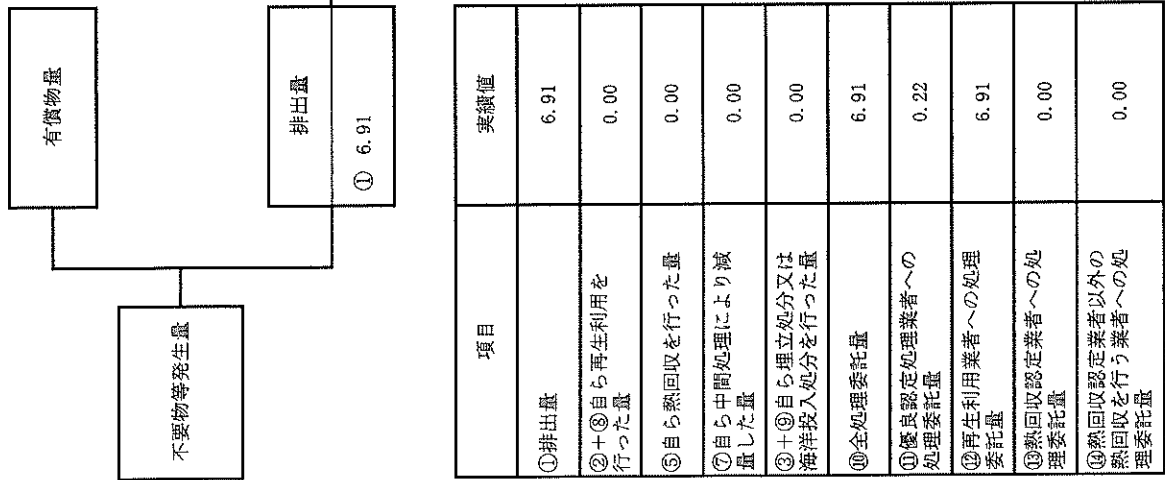 有償物量
不要物等発生量
排出量
① 6.91
項目
実績値
①排出量
6.91
②+⑧自ら再生利用を
行った量
0.00
⑤自ら熱回収を行った量
0.00
⑦自ら中間処理により減
量した量
0.00
③+⑨自ら埋立処分又は
海洋投入処分を行った量
0.00
⑩全処理委託量
6.91
⑪優良認定処理業者への
処理委託量
0.22
⑫再生利用業者への処理
委託量
6.91
⑬熱回収認定業者への処
理委託量
0.00
⑭熱回収認定業者以外の
熱回収を行う業者への処
理委託量
0.00